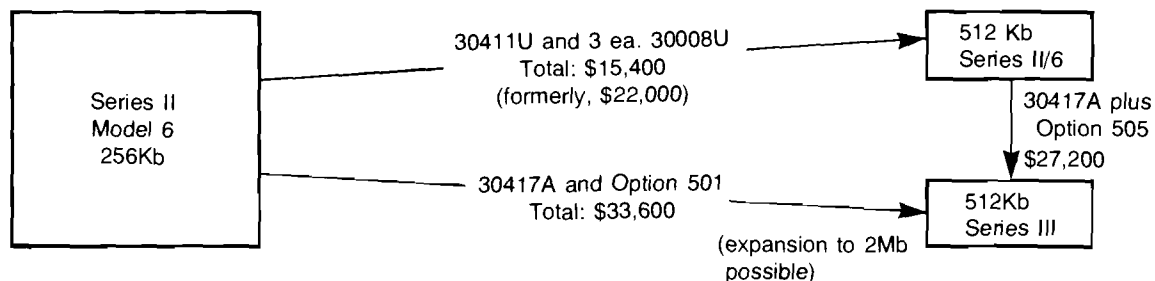 Series II
Model 6
256Kb
30411U and 3 ea. 30008U
Total: $15,400
(formerly, $22,000)
512 Kb
Series II/6
30417A plus
Option 505
$27,200
30417A and Option 501
Total: $33,600
512Kb
Series III
(expansion to 2Mb
possible)